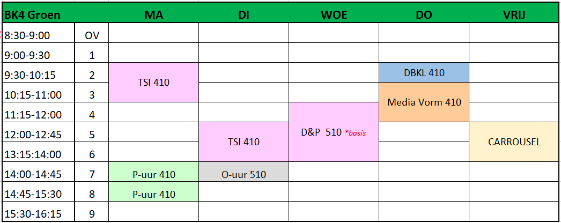 BK4 Groen MA DI WOE DO VRIJ
8:30-9:00 OV
9:00-9:30 1
9:30-10:15 2 DBKL 410
TSI 410
10:15-11:00 3
Media Vorm 410
11:15-12:00 4
12:00-12:45 5
D&P 510 *basis
TSI 410 CARROUSEL
13:15-14:00 6
14:00-14:45 7 P-uur 410 O-uur 510
14:45-15:30 8 P-uur 410
15:30-16:15 9